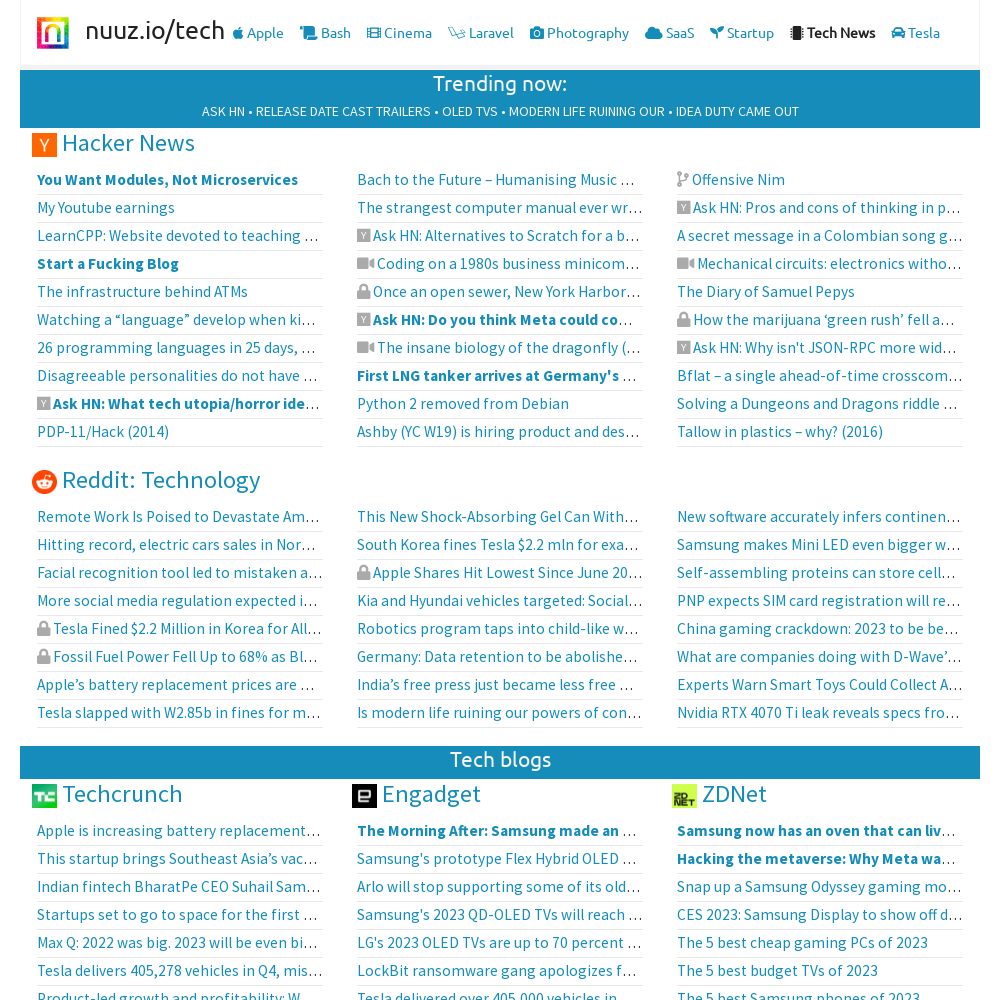 nuuz.io/tech Apple Bash Cinema Laravel Photography SaaS Startup Tech News Tesla
Trending now:
ASK HN • RELEASE DATE CAST TRAILERS • OLED TVS • MODERN LIFE RUINING OUR • IDEA DUTY CAME OUT
Y Hacker News
You Want Modules, Not Microservices
My Youtube earnings
LearnCPP: Website devoted to teaching ...
Start a Fucking Blog
The infrastructure behind ATMs
Watching a “language” develop when ki...
26 programming languages in 25 days, ...
Disagreeable personalities do not have ...
Y Ask HN: What tech utopia/horror ide...
PDP-11/Hack (2014)
Bach to the Future – Humanising Music ...
The strangest computer manual ever wr...
Y Ask HN: Alternatives to Scratch for a b...
Coding on a 1980s business minicom...
Once an open sewer, New York Harbor...
Y Ask HN: Do you think Meta could co...
The insane biology of the dragonfly (...
First LNG tanker arrives at Germany's ...
Python 2 removed from Debian
Ashby (YC W19) is hiring product and des...
Offensive Nim
Y Ask HN: Pros and cons of thinking in p...
A secret message in a Colombian song g...
Mechanical circuits: electronics witho...
The Diary of Samuel Pepys
How the marijuana ‘green rush’ fell a...
Y Ask HN: Why isn't JSON-RPC more wid...
Bflat – a single ahead-of-time crosscom...
Solving a Dungeons and Dragons riddle ...
Tallow in plastics – why? (2016)
Reddit: Technology
Remote Work Is Poised to Devastate Am...
Hitting record, electric cars sales in Nor...
Facial recognition tool led to mistaken a...
More social media regulation expected i...
Tesla Fined $2.2 Million in Korea for All...
Fossil Fuel Power Fell Up to 68% as Bl...
Apple’s battery replacement prices are ...
Tesla slapped with W2.85b in fines for m...
This New Shock-Absorbing Gel Can With...
South Korea fines Tesla $2.2 mln for exa...
Apple Shares Hit Lowest Since June 20...
Kia and Hyundai vehicles targeted: Social...
Robotics program taps into child-like w...
Germany: Data retention to be abolishe...
India’s free press just became less free ...
Is modern life ruining our powers of con...
New software accurately infers continen...
Samsung makes Mini LED even bigger w...
Self-assembling proteins can store cell...
PNP expects SIM card registration will re...
China gaming crackdown: 2023 to be be...
What are companies doing with D-Wave’...
Experts Warn Smart Toys Could Collect A...
Nvidia RTX 4070 Ti leak reveals specs fro...
Tech blogs
TC Techcrunch
Apple is increasing battery replacement...
This startup brings Southeast Asia’s vac...
Indian fintech BharatPe CEO Suhail Sam...
Startups set to go to space for the first ...
Max Q: 2022 was big. 2023 will be even bi...
Tesla delivers 405,278 vehicles in Q4, mis...
Product-led growth and profitability: W...
e Engadget
The Morning After: Samsung made an ...
Samsung's prototype Flex Hybrid OLED ...
Arlo will stop supporting some of its old...
Samsung's 2023 QD-OLED TVs will reach ...
LG's 2023 OLED TVs are up to 70 percent ...
LockBit ransomware gang apologizes f...
Tesla delivered over 405,000 vehicles in ...
ZD NET ZDNet
Samsung now has an oven that can liv...
Hacking the metaverse: Why Meta wa...
Snap up a Samsung Odyssey gaming mo...
CES 2023: Samsung Display to show off d...
The 5 best cheap gaming PCs of 2023
The 5 best budget TVs of 2023
The 5 best Samsung phones of 2023